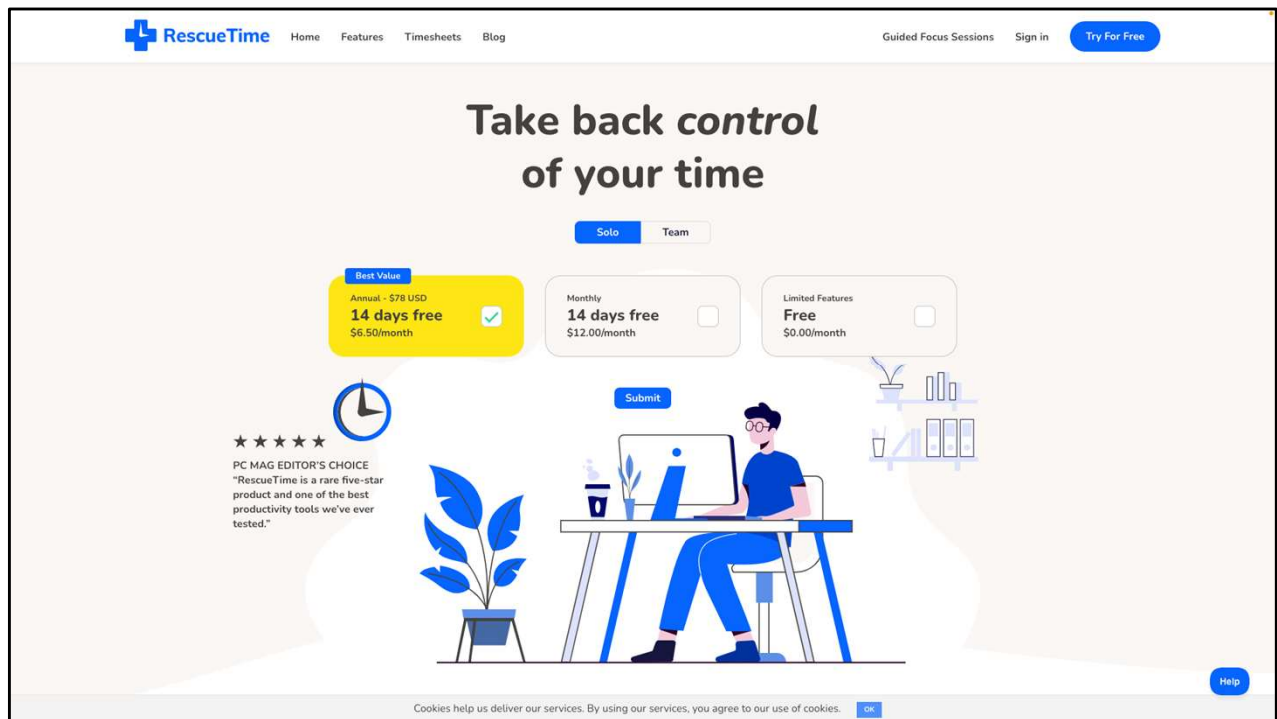 RescueTime
Home
Features
Timesheets
Blog
Guided Focus Sessions
Sign in
Try For Free
Take back control
of your time
Solo
Team
Best Value
Annual - $78 USD
14 days free
$6.50/month
Monthly
14 days free
$12.00/month
Limited Features
Free
$0.00/month
Submit
PC MAG EDITOR'S CHOICE
"RescueTime is a rare five-star
product and one of the best
productivity tools we've ever
tested."
Help
Cookies help us deliver our services. By using our services, you agree to our use of cookies.
OK